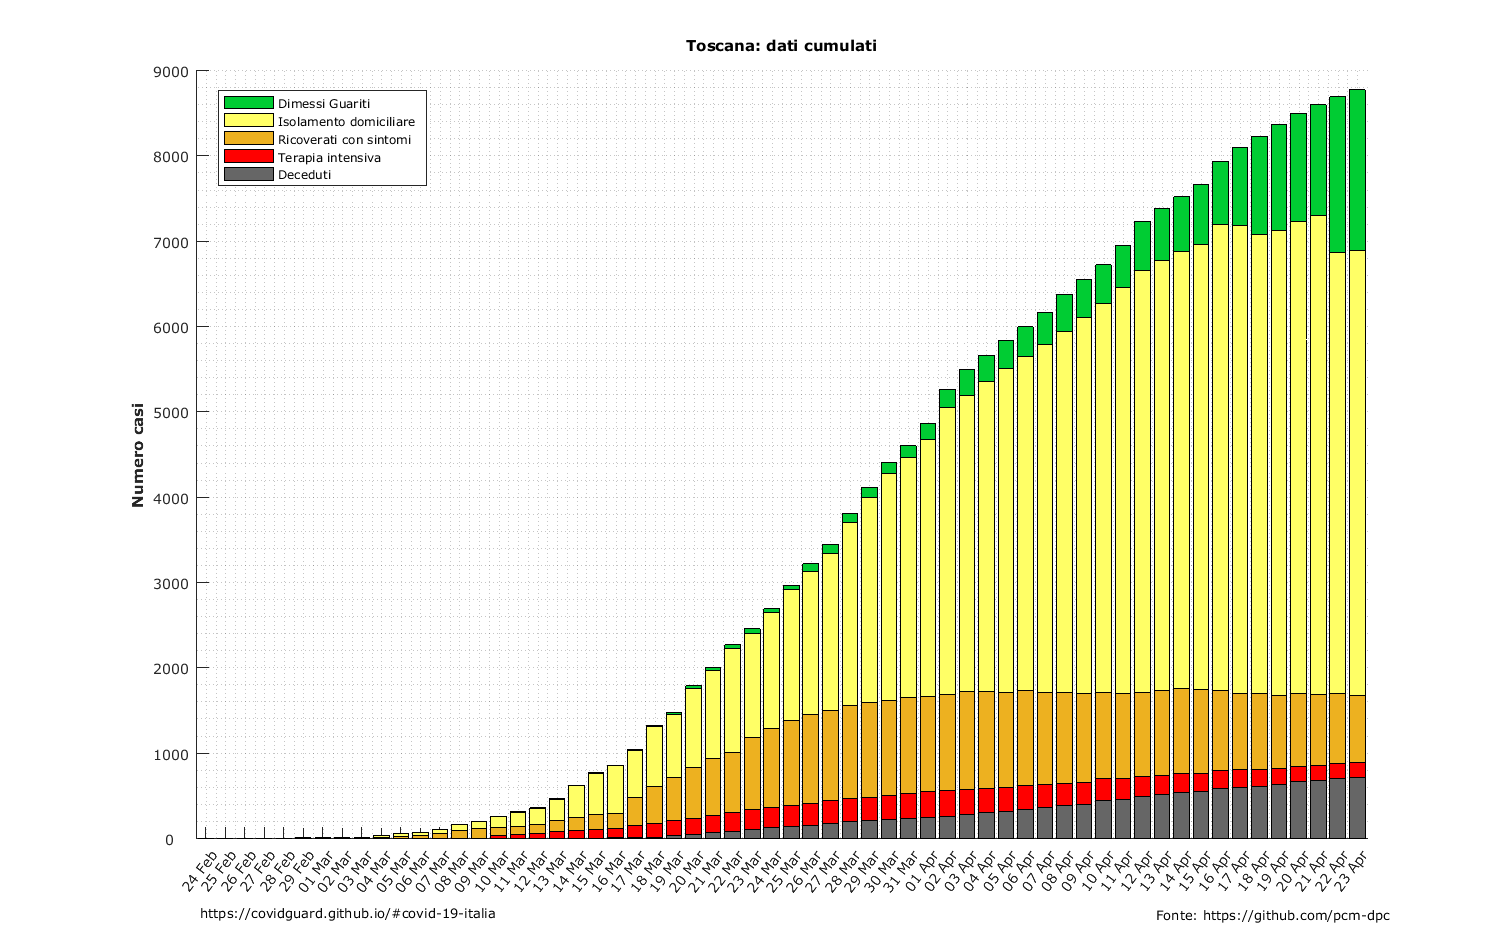 Toscana: dati cumulati
Numero casi
9000
8000
7000
6000
5000
4000
3000
2000
1000
0
Dimessi Guariti
Isolamento domiciliare
Ricoverati con sintomi
Terapia intensiva
Deceduti
24 Feb
25 Feb
26 Feb
27 Feb
28 Feb
29 Feb
01 Mar
02 Mar
03 Mar
04 Mar
05 Mar
06 Mar
07 Mar
08 Mar
09 Mar
10 Mar
11 Mar
12 Mar
13 Mar
14 Mar
15 Mar
16 Mar
17 Mar
18 Mar
19 Mar
20 Mar
21 Mar
22 Mar
23 Mar
24 Mar
25 Mar
26 Mar
27 Mar
28 Mar
29 Mar
30 Mar
31 Mar
01 Apr
02 Apr
03 Apr
04 Apr
05 Apr
06 Apr
07 Apr
08 Apr
09 Apr
10 Apr
11 Apr
12 Apr
13 Apr
14 Apr
15 Apr
16 Apr
17 Apr
18 Apr
19 Apr
20 Apr
21 Apr
22 Apr
23 Apr
https://covidguard.github.io/#covid-19-italia
Fonte: https://github.com/pcm-dpc